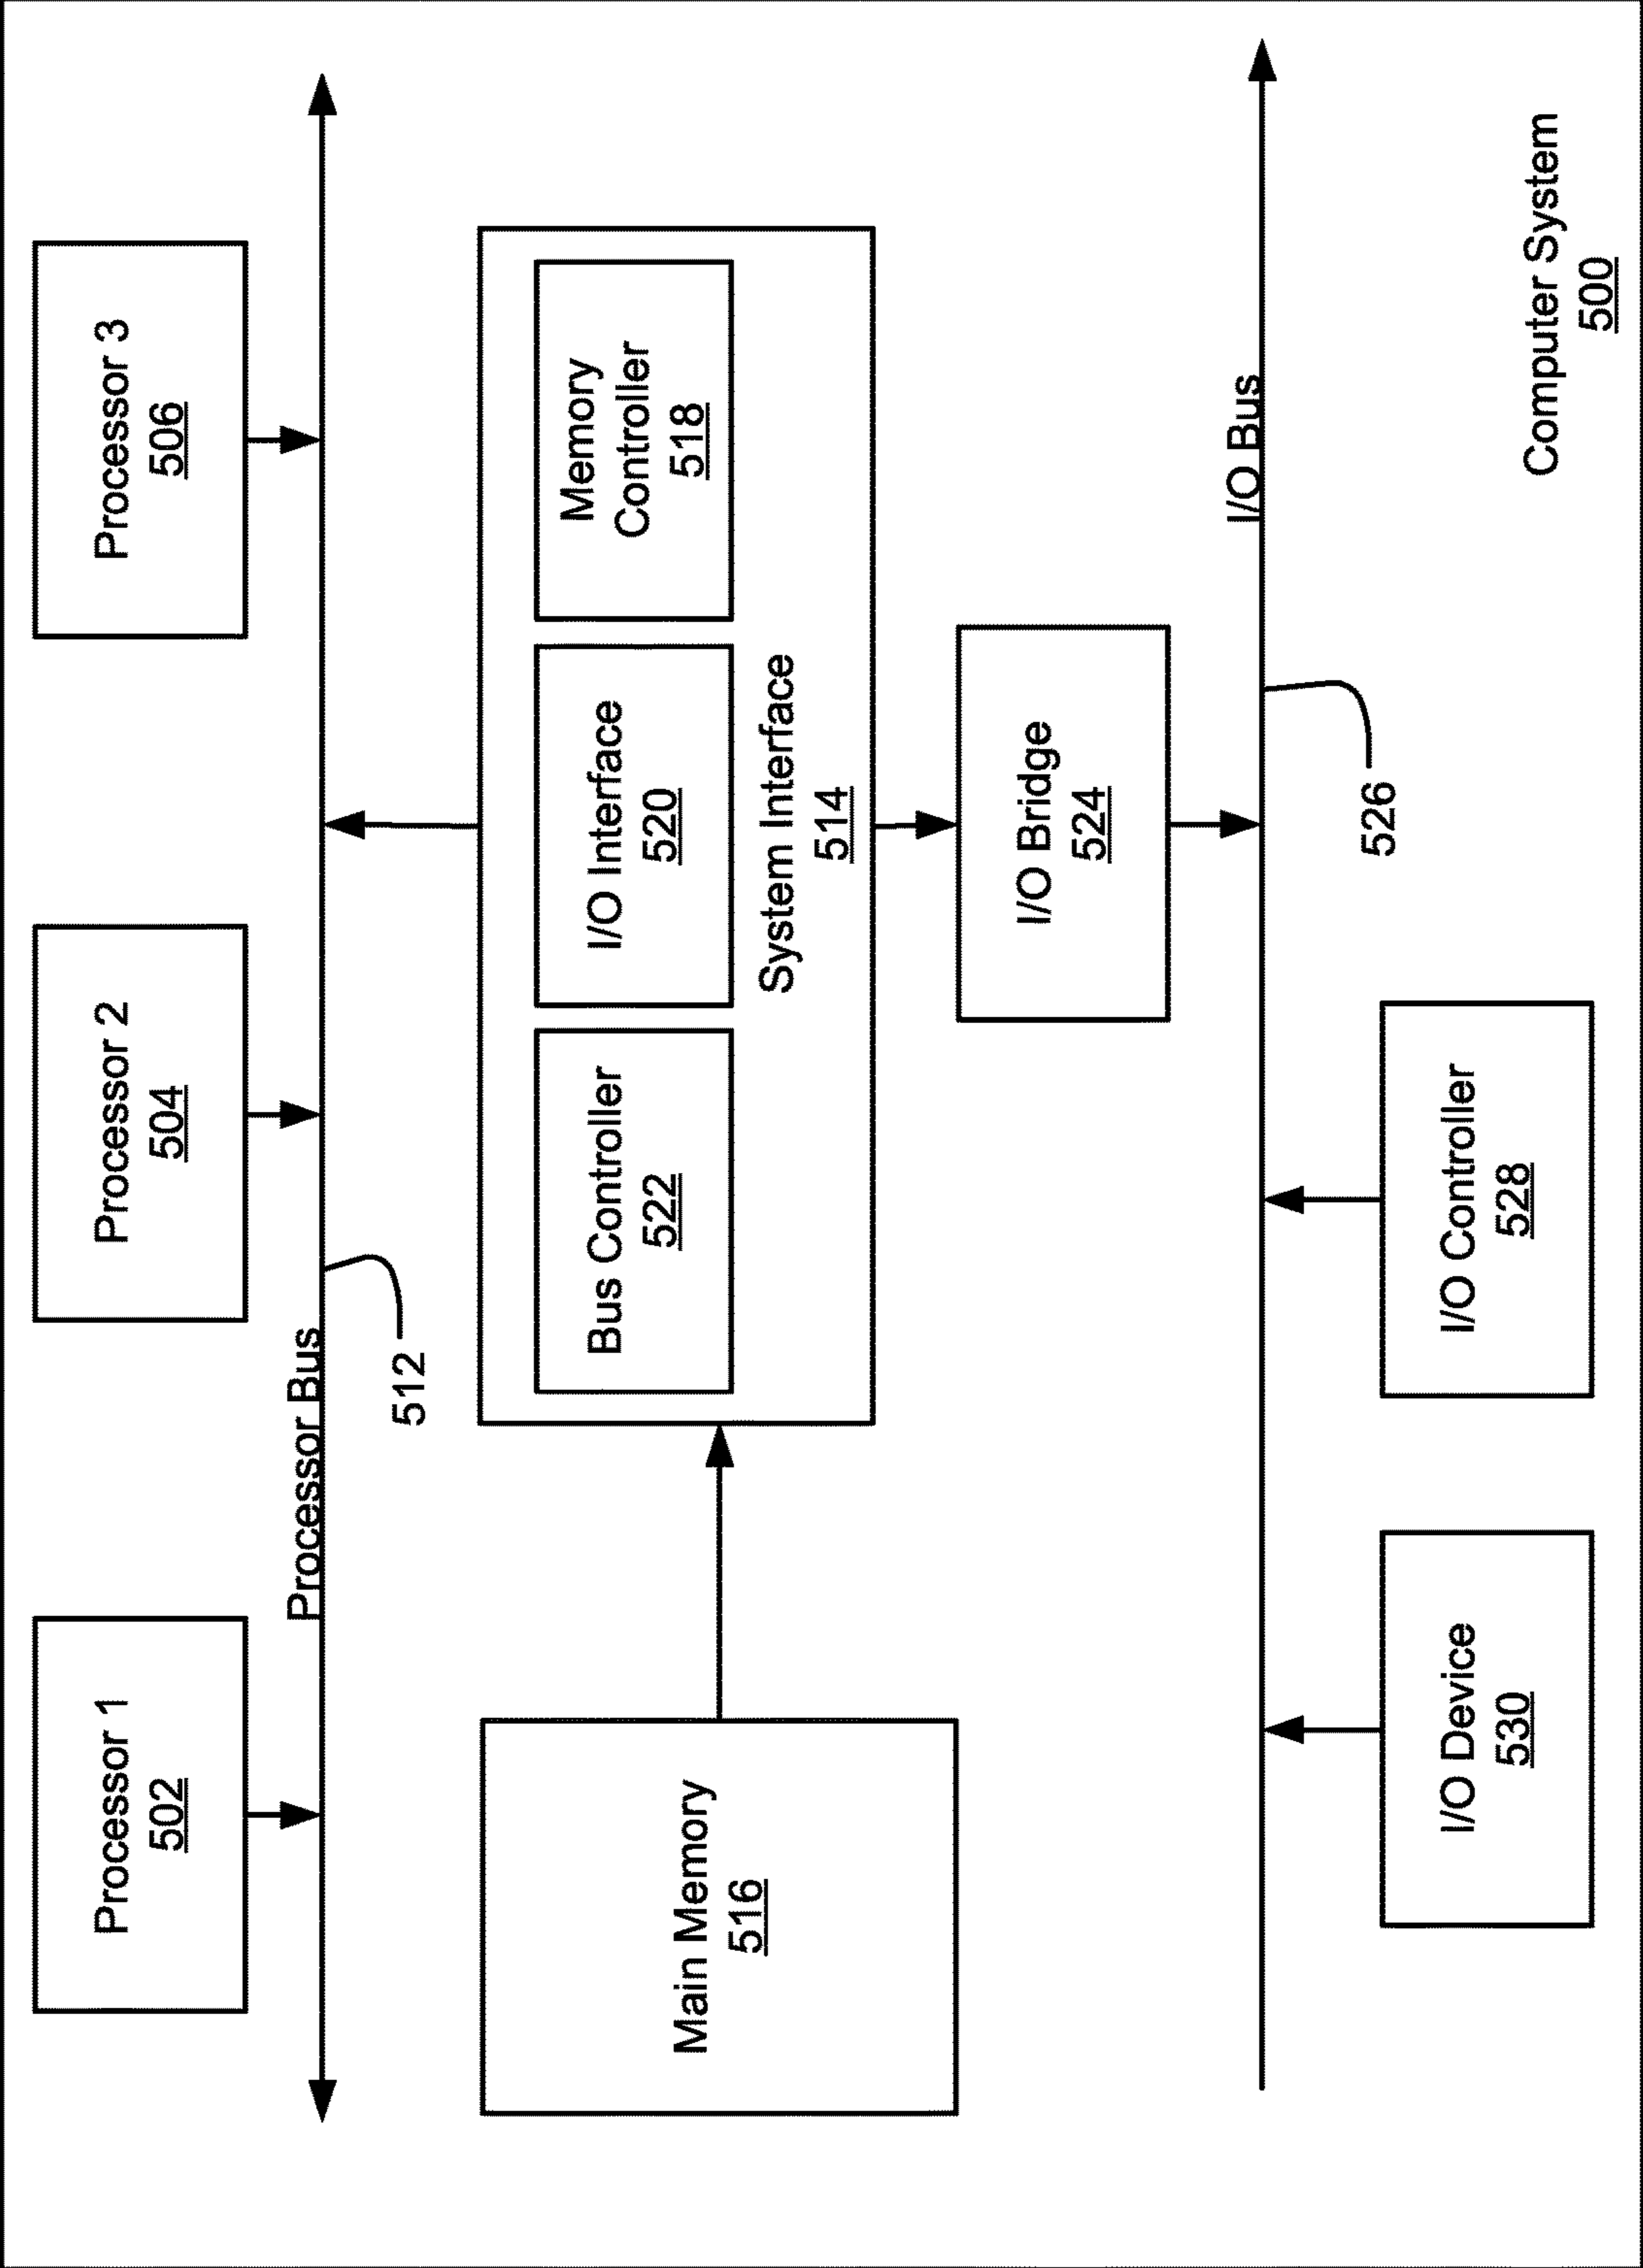 Processor 1
502
Processor 2
504
Processor 3
506
Processor Bus
512
Main Memory
516
Bus Controller
522
I/O Interface
520
Memory
Controller
518
System Interface
514
I/O Bridge
524
I/O Bus
526
I/O Device
530
I/O Controller
528
Computer System
500